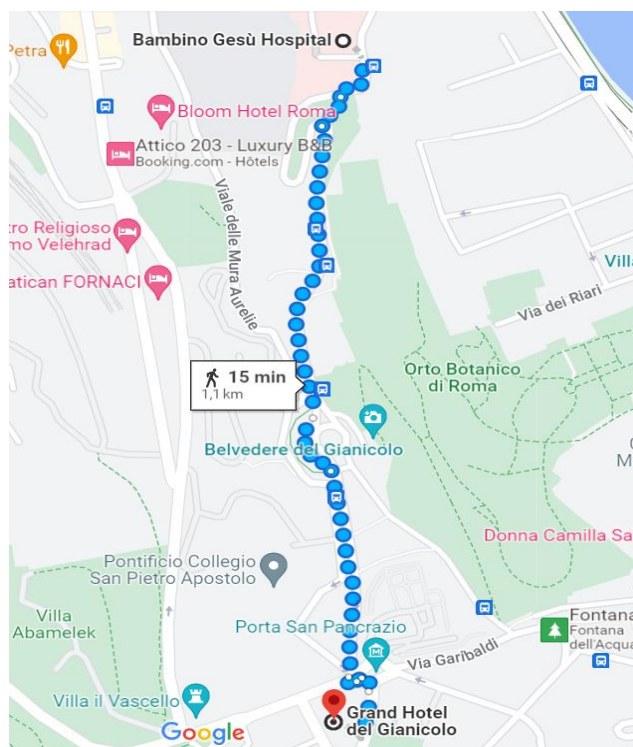 Bambino Gesù Hospital
Petra
Bloom Hotel Roma
Attico 203 - Luxury B&B
Booking.com - Hôtels
Viale delle Mura Aurelie
tro Religioso
mo Velehrad
Villa
atican FORNACI
Via dei Riari
15 min
1,1 km
Orto Botanico
di Roma
Belvedere del Gianicolo
Donna Camilla Sa
Pontificio Collegio
San Pietro Apostolo
Villa
Abamelek
Porta San Pancrazio
Via Garibaldi
Fontana
Fontana
dell'Acqua
Villa il Vascello
Google
Grand Hotel
del Gianicolo